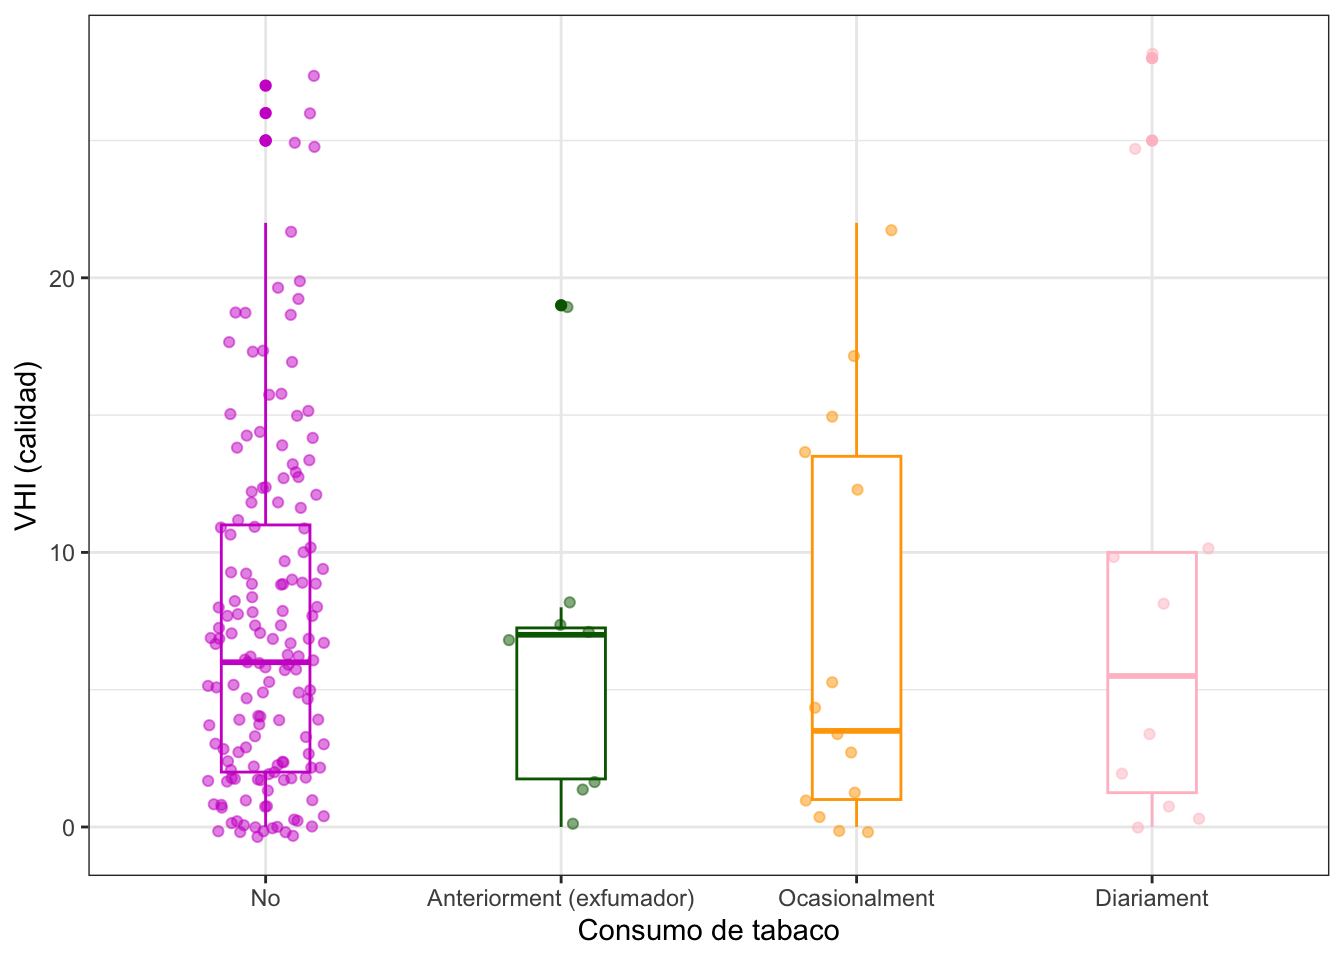 VHI (calidad)
20
10
0
No
Anteriorment (exfumador)
Ocasionalment
Diariament
Consumo de tabaco